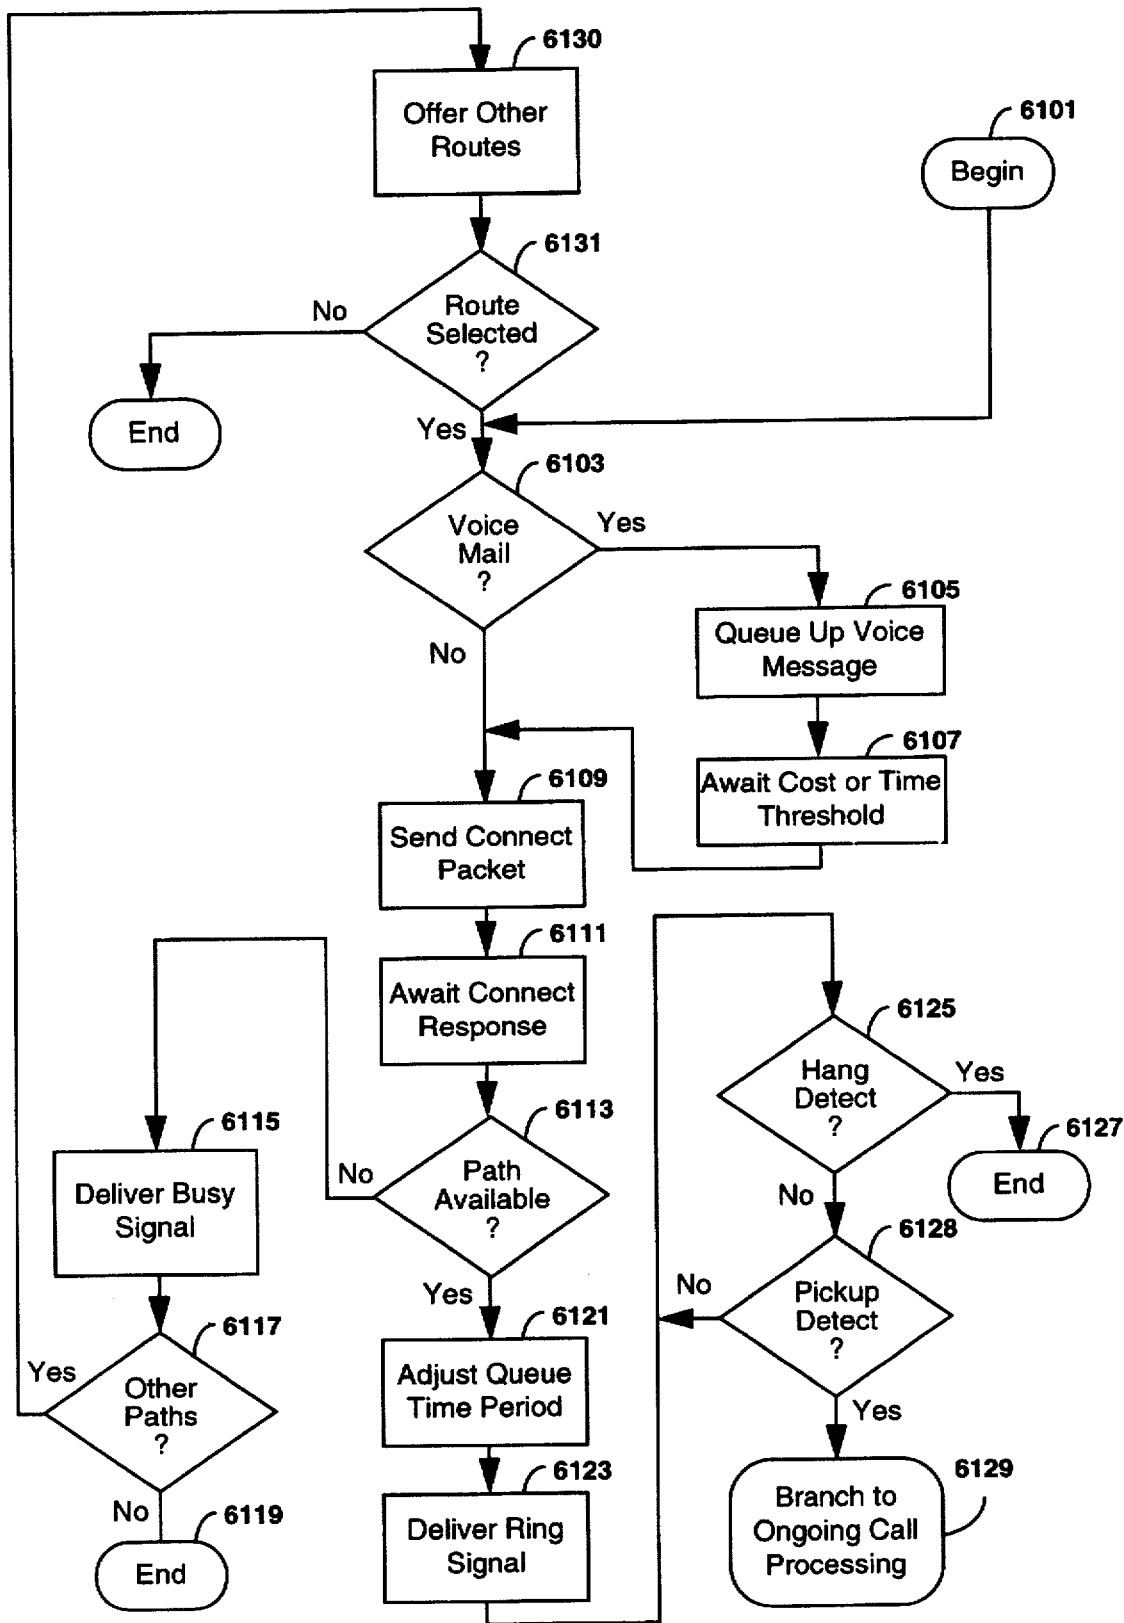 6130
Offer Other
Routes
6101
Begin
6131
Route
Selected
?
No
End
Yes
6103
Voice
Mail
?
Yes
No
6105
Queue Up Voice
Message
6107
Await Cost or Time
Threshold
6109
Send Connect
Packet
6111
Await Connect
Response
6113
Path
Available
?
No
Yes
6115
Deliver Busy
Signal
6117
Other
Paths
?
Yes
No
6119
End
6121
Adjust Queue
Time Period
6123
Deliver Ring
Signal
6125
Hang
Detect
?
Yes
6127
End
No
6128
Pickup
Detect
?
No
Yes
6129
Branch to
Ongoing Call
Processing